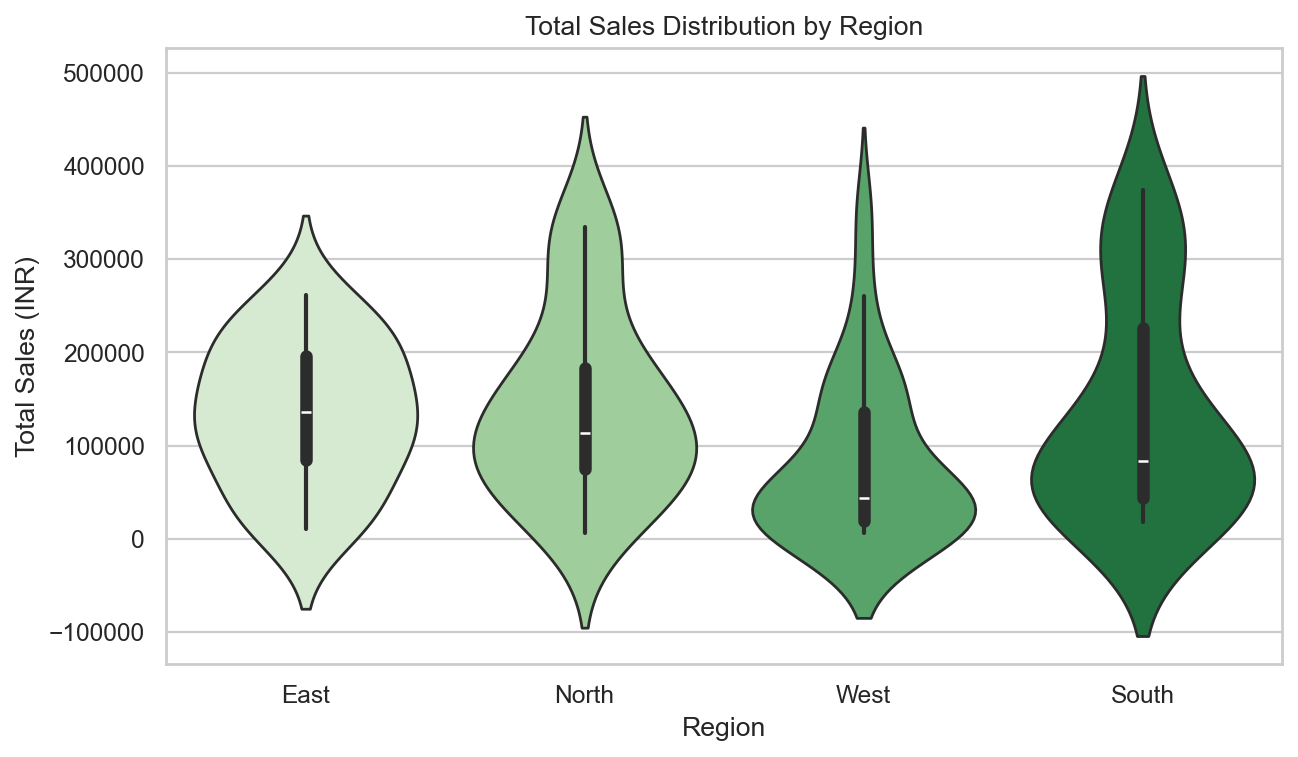 Total Sales Distribution by Region
Total Sales (INR)
500000
400000
300000
200000
100000
0
−100000
East North West South
Region